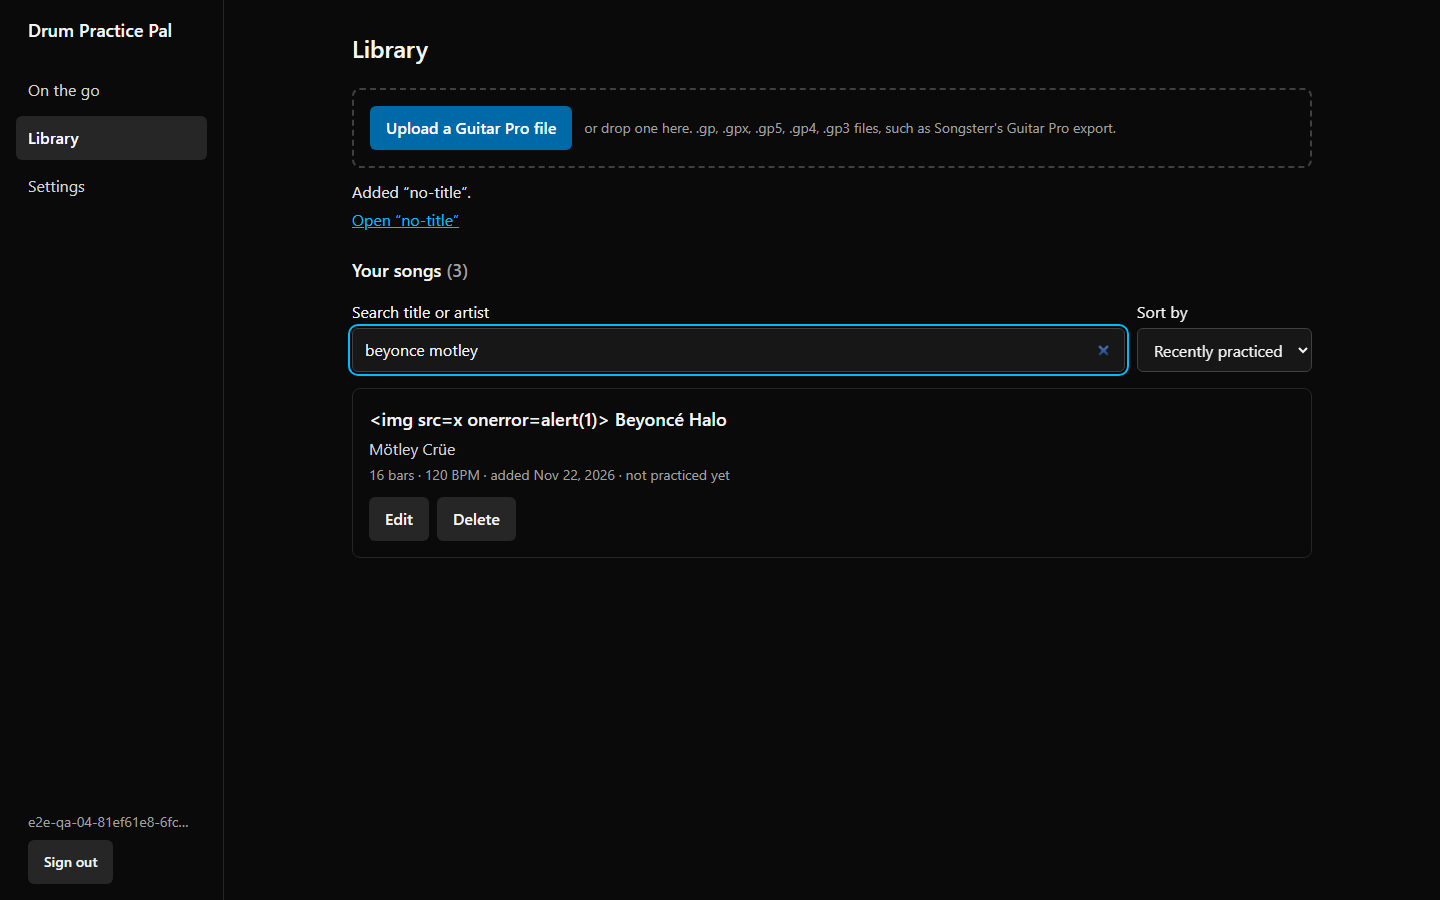 Drum Practice Pal
On the go
Library
Settings
e2e-qa-04-81ef61e8-6fc...
Sign out
Library
Upload a Guitar Pro file or drop one here. .gp, .gpx, .gp5, .gp4, .gp3 files, such as Songsterr's Guitar Pro export.
Added “no-title”.
Open “no-title”
Your songs (3)
Search title or artist
beyonce motley
Sort by
Recently practiced
<img src=x onerror=alert(1)> Beyoncé Halo
Mötley Crüe
16 bars · 120 BPM · added Nov 22, 2026 · not practiced yet
Edit
Delete